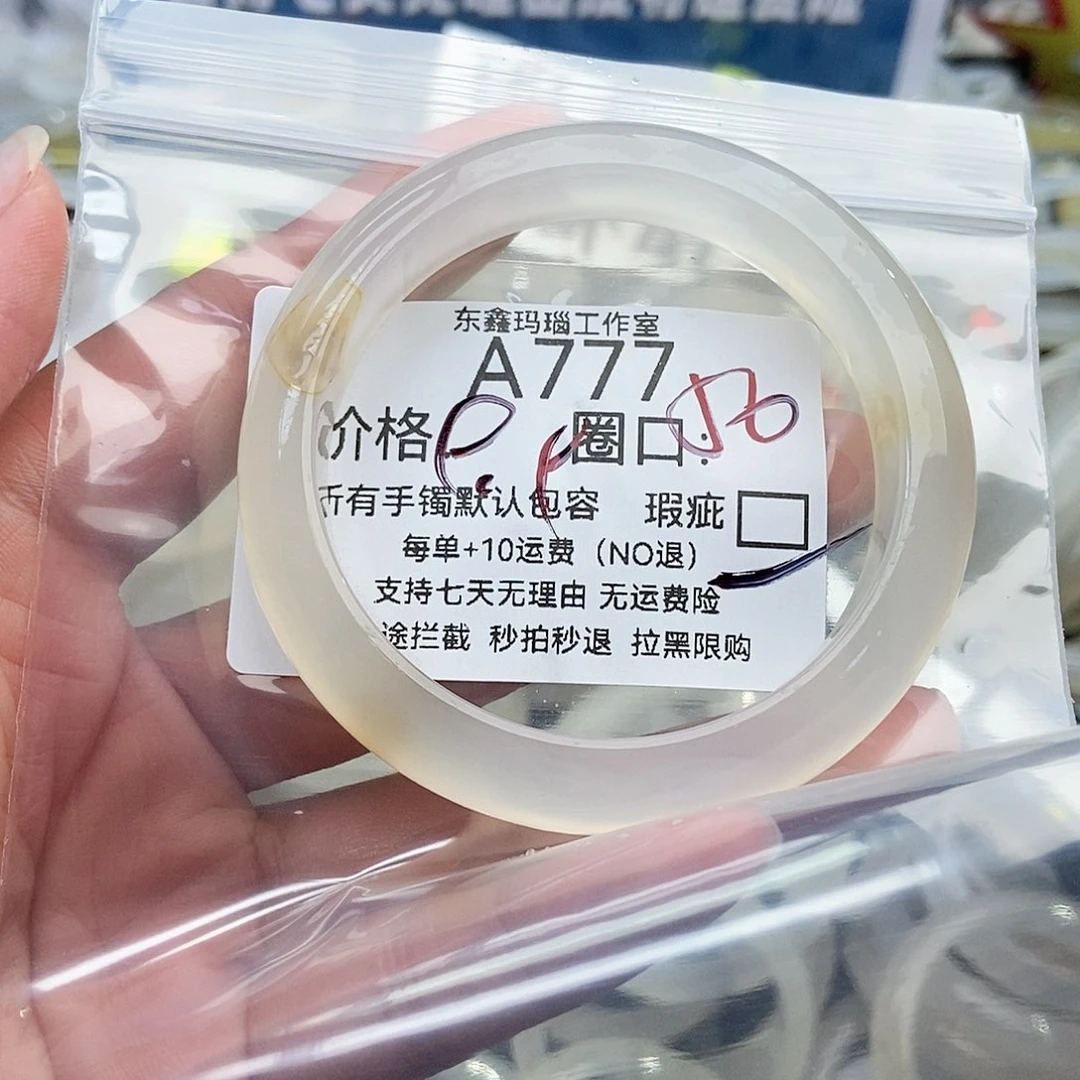 东鑫玛瑙工作室
A777
价格 圈口: 56
所有手镯默认包容 瑕疵
每单+10运费（NO退）
支持七天无理由 无运费险
途拦截 秒拍秒退 拉黑限购